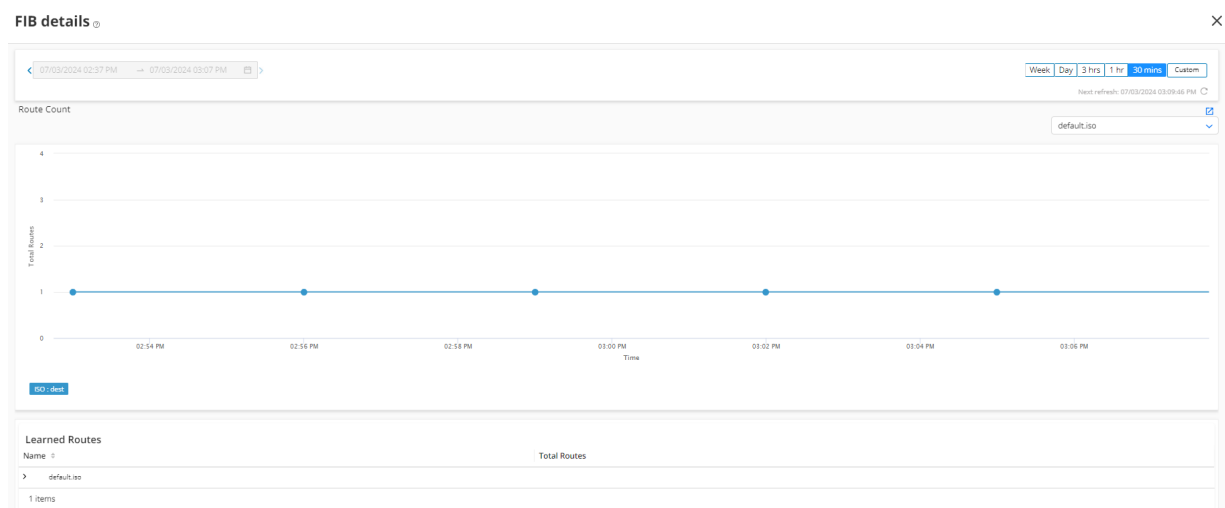 FIB details
07/03/2024 02:37 PM → 07/03/2024 03:07 PM
Week Day 3 hrs 1 hr 30 mins Custom
Next refresh: 07/03/2024 03:09:46 PM
Route Count
default.iso
4
3
2
1
0
Total Routes
02:54 PM 02:56 PM 02:58 PM 03:00 PM 03:02 PM 03:04 PM 03:06 PM
Time
ISO : dest
Learned Routes
Name Total Routes
default.iso
1 items